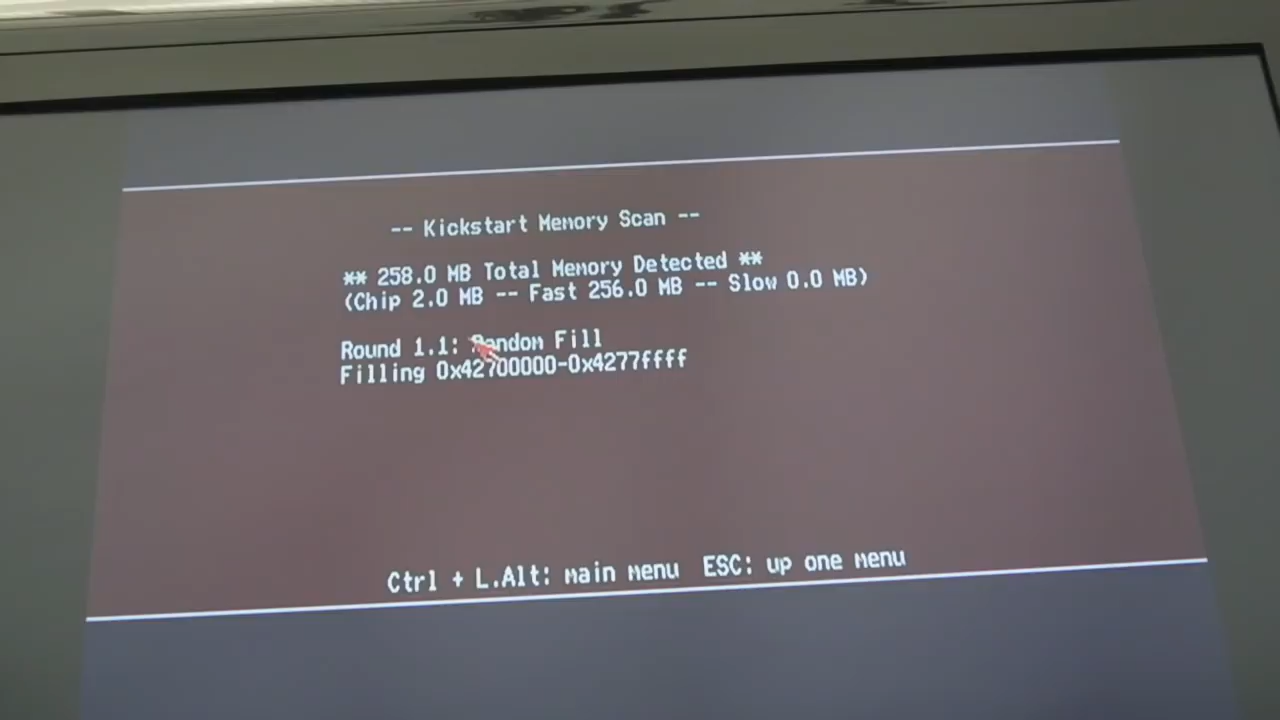 -- Kickstart Memory Scan --
** 258.0 MB Total Memory Detected **
(Chip 2.0 MB -- Fast 256.0 MB -- Slow 0.0 MB)
Round 1.1: Random Fill
Filling 0x42700000-0x4277ffff
Ctrl + L.Alt: main menu ESC: up one menu